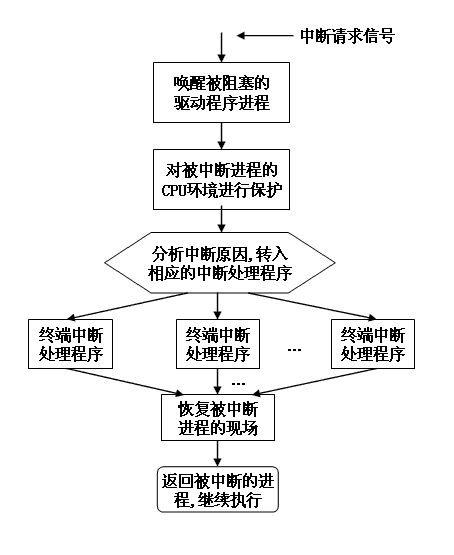 中断请求信号
唤醒被阻塞的
驱动程序进程
对被中断进程的
CPU环境进行保护
分析中断原因,转入
相应的中断处理程序
终端中断
处理程序
终端中断
处理程序
...
终端中断
处理程序
...
恢复被中断
进程的现场
返回被中断的进
程,继续执行